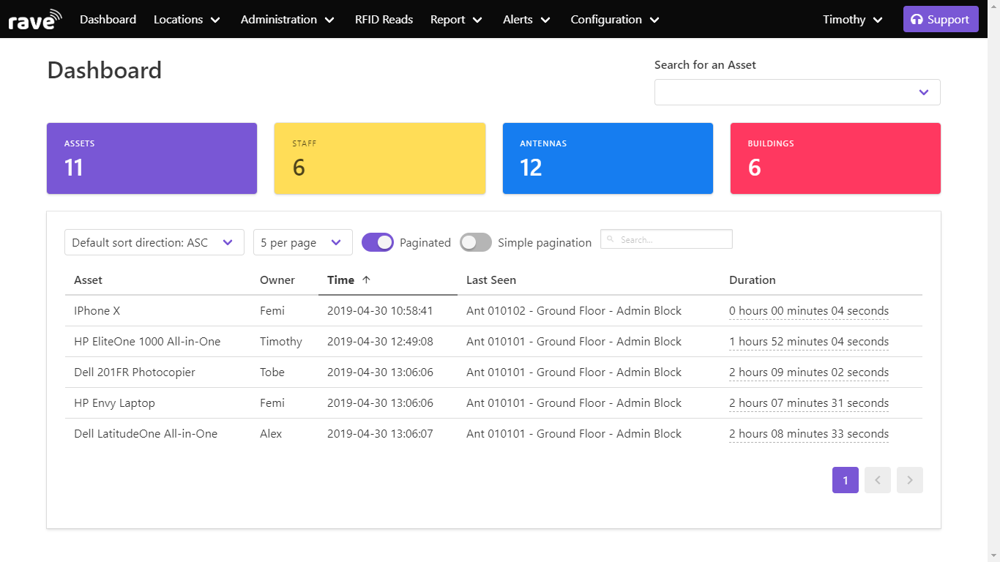 rave Dashboard Locations Administration RFID Reads Report Alerts Configuration Timothy Support
Dashboard
Search for an Asset
ASSETS
11
STAFF
6
ANTENNAS
12
BUILDINGS
6
Default sort direction: ASC 5 per page Paginated Simple pagination Search...
Asset Owner Time Last Seen Duration
IPhone X Femi 2019-04-30 10:58:41 Ant 010102 - Ground Floor - Admin Block 0 hours 00 minutes 04 seconds
HP EliteOne 1000 All-in-One Timothy 2019-04-30 12:49:08 Ant 010101 - Ground Floor - Admin Block 1 hours 52 minutes 04 seconds
Dell 201FR Photocopier Tobe 2019-04-30 13:06:06 Ant 010101 - Ground Floor - Admin Block 2 hours 09 minutes 02 seconds
HP Envy Laptop Femi 2019-04-30 13:06:06 Ant 010101 - Ground Floor - Admin Block 2 hours 07 minutes 31 seconds
Dell LatitudeOne All-in-One Alex 2019-04-30 13:06:07 Ant 010101 - Ground Floor - Admin Block 2 hours 08 minutes 33 seconds
1